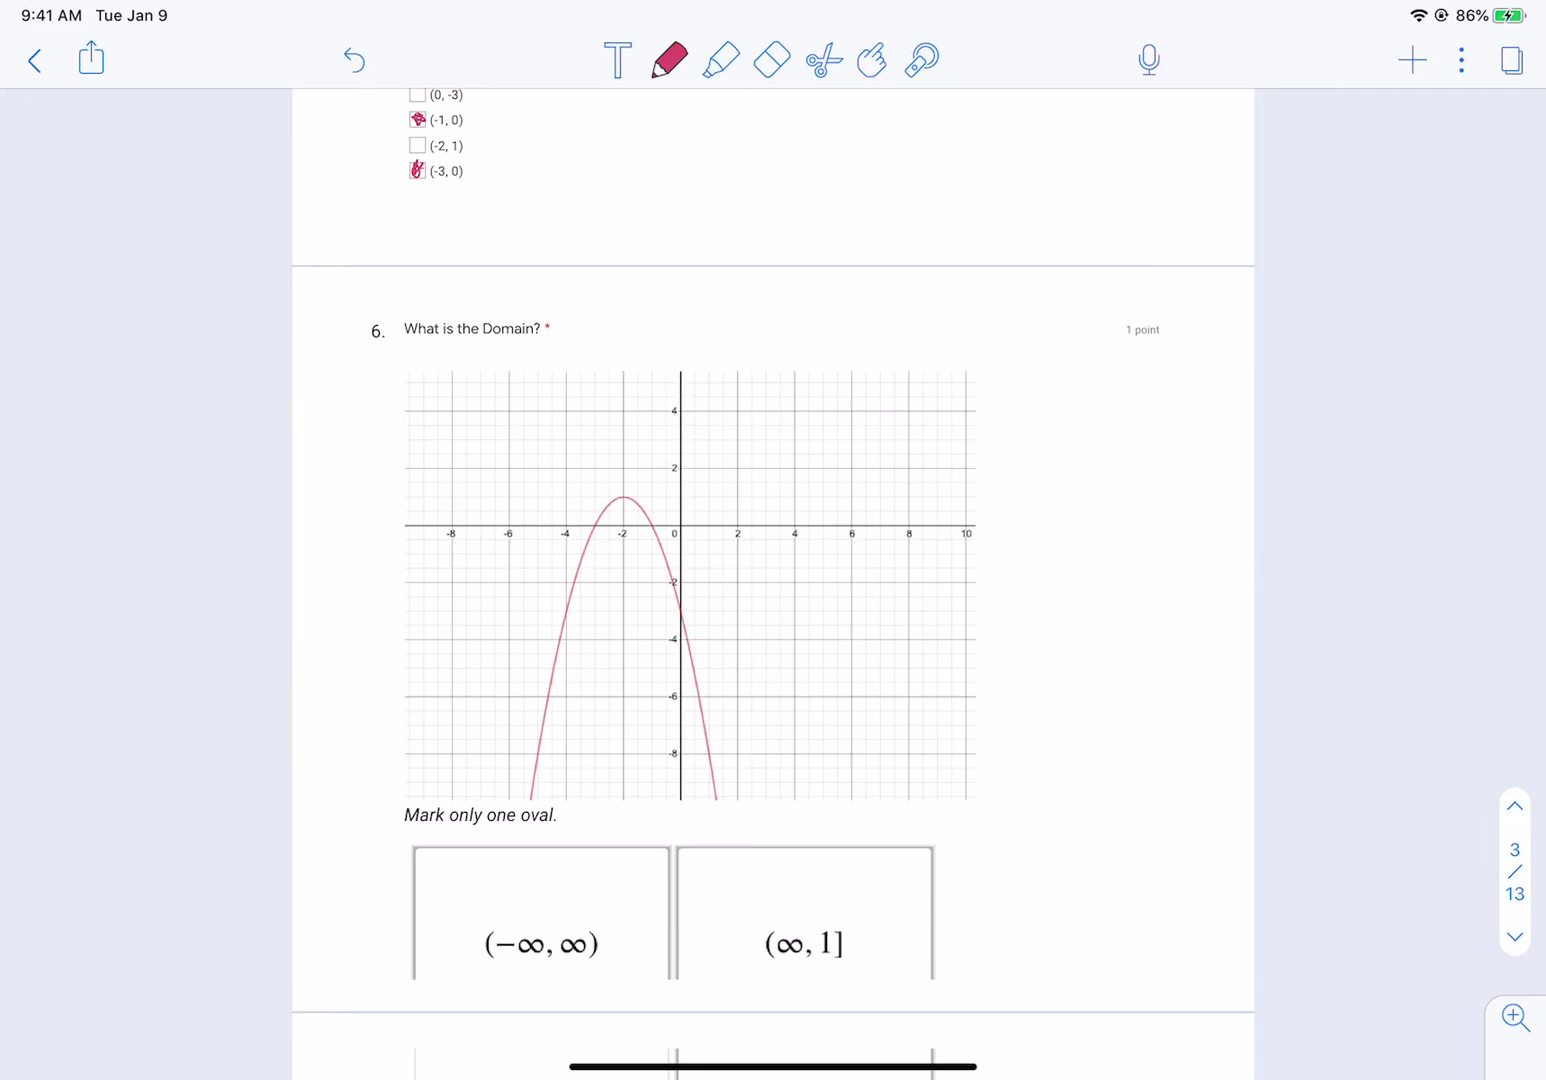 9:41 AM Tue Jan 9
86%
T
(0, -3)
(-1, 0)
(-2, 1)
(-3, 0)
6. What is the Domain? *
1 point
4
2
-8 -6 -4 -2 0 2 4 6 8 10
-2
-4
-6
-8
Mark only one oval.
(−∞, ∞) (∞, 1]
3
/
13